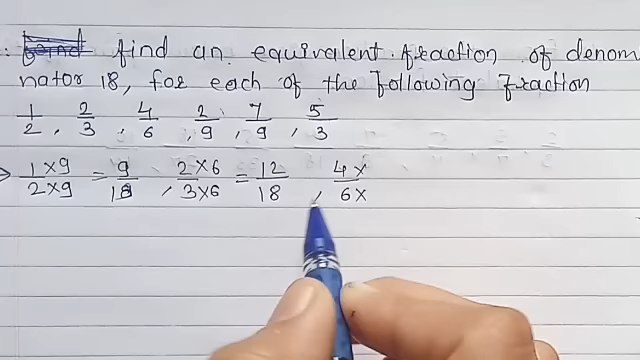 find an equivalent fraction of denom
nator 18, for each of the following fraction
1/2, 2/3, 4/6, 2/9, 7/9, 5/3
→ 1×9/2×9 = 9/18, 2×6/3×6 = 12/18, 4×/6×